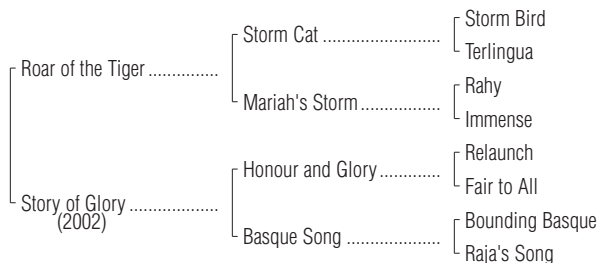 Storm Bird
Storm Cat ........................
Terlingua
Roar of the Tiger ..............
Rahy
Mariah's Storm ................
Immense
Relaunch
Honour and Glory ............
Fair to All
Story of Glory .................
(2002)
Bounding Basque
Basque Song ..................
Raja's Song